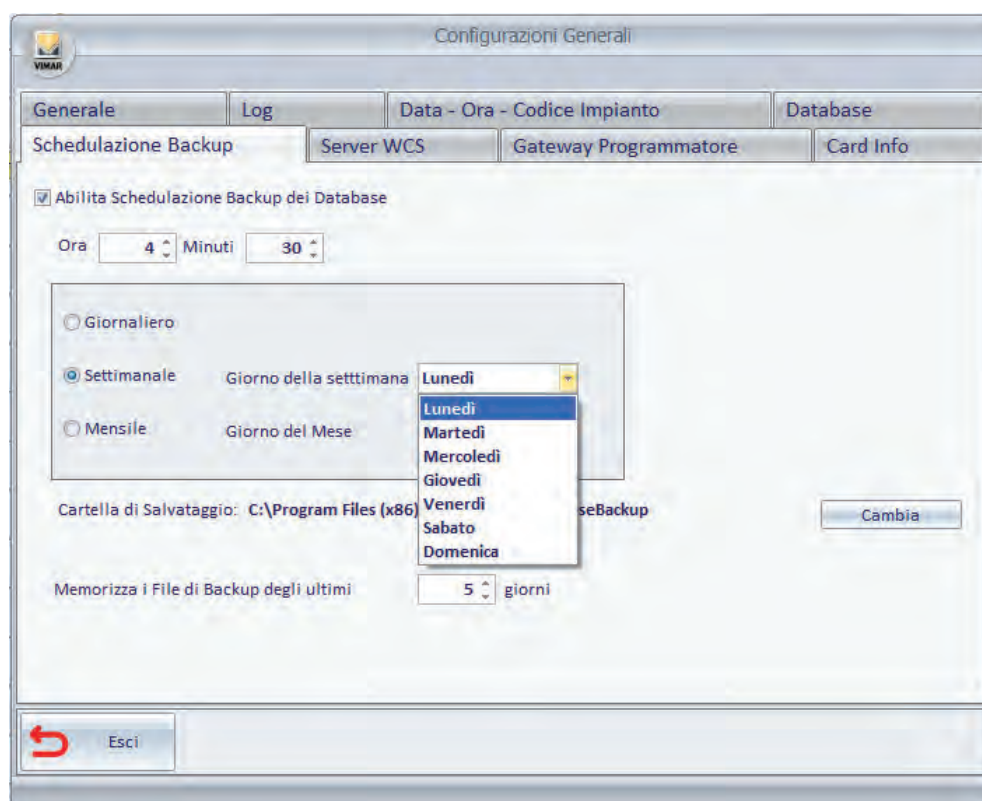 Configurazioni Generali
VIMAR
Generale Log Data - Ora - Codice Impianto Database
Schedulazione Backup Server WCS Gateway Programmatore Card Info
Abilita Schedulazione Backup dei Database
Ora 4 Minuti 30
Giornaliero
Settimanale Giorno della setttimana Lunedì
Lunedì
Mensile Giorno del Mese
Martedì
Mercoledì
Giovedì
Venerdì
Sabato
Domenica
Cartella di Salvataggio: C:\Program Files (x86) seBackup Cambia
Memorizza i File di Backup degli ultimi 5 giorni
Esci